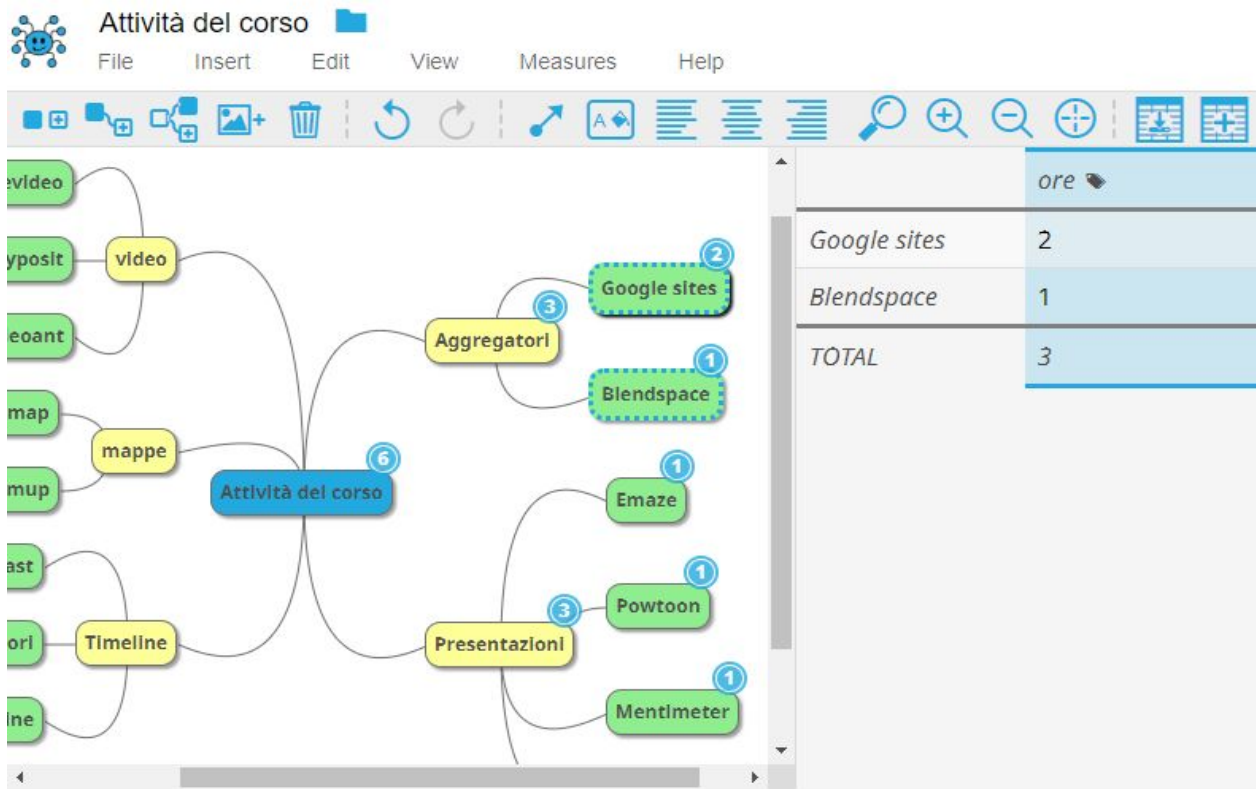 Attività del corso
File Insert Edit View Measures Help
evideo
yposit
video
eoant
map
mappe
mup
ast
ori
Timeline
ine
Attività del corso
6
Aggregatori
3
Google sites
2
Blendspace
1
Presentazioni
3
Emaze
1
Powtoon
1
Mentimeter
1
ore
Google sites 2
Blendspace 1
TOTAL 3